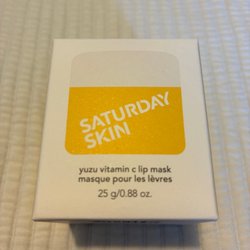 SATURDAY
SKIN
yuzu vitamin c lip mask
masque pour les lèvres
25 g/0.88 oz.